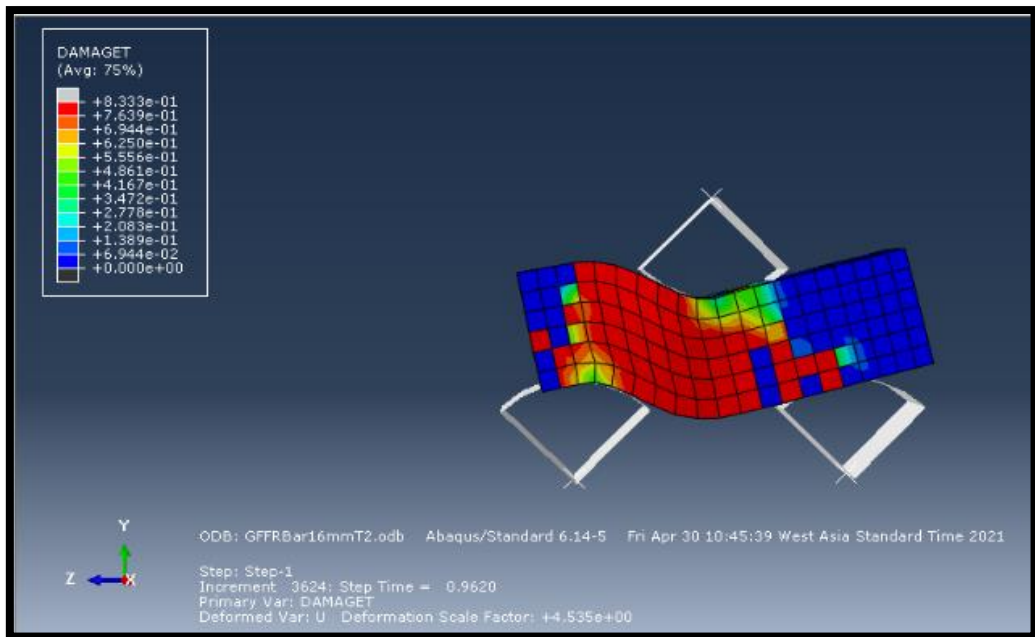 DAMAGET
(Avg: 75%)
+8.333e-01
+7.639e-01
+6.944e-01
+6.250e-01
+5.556e-01
+4.861e-01
+4.167e-01
+3.472e-01
+2.778e-01
+2.083e-01
+1.389e-01
+6.944e-02
+0.000e+00
Y
Z
X
ODB: GFFRBar16mmT2.odb Abaqus/Standard 6.14-5 Fri Apr 30 10:45:39 West Asia Standard Time 2021
Step: Step-1
Increment 3624: Step Time = 0.9620
Primary Var: DAMAGET
Deformed Var: U Deformation Scale Factor: +4.535e+00